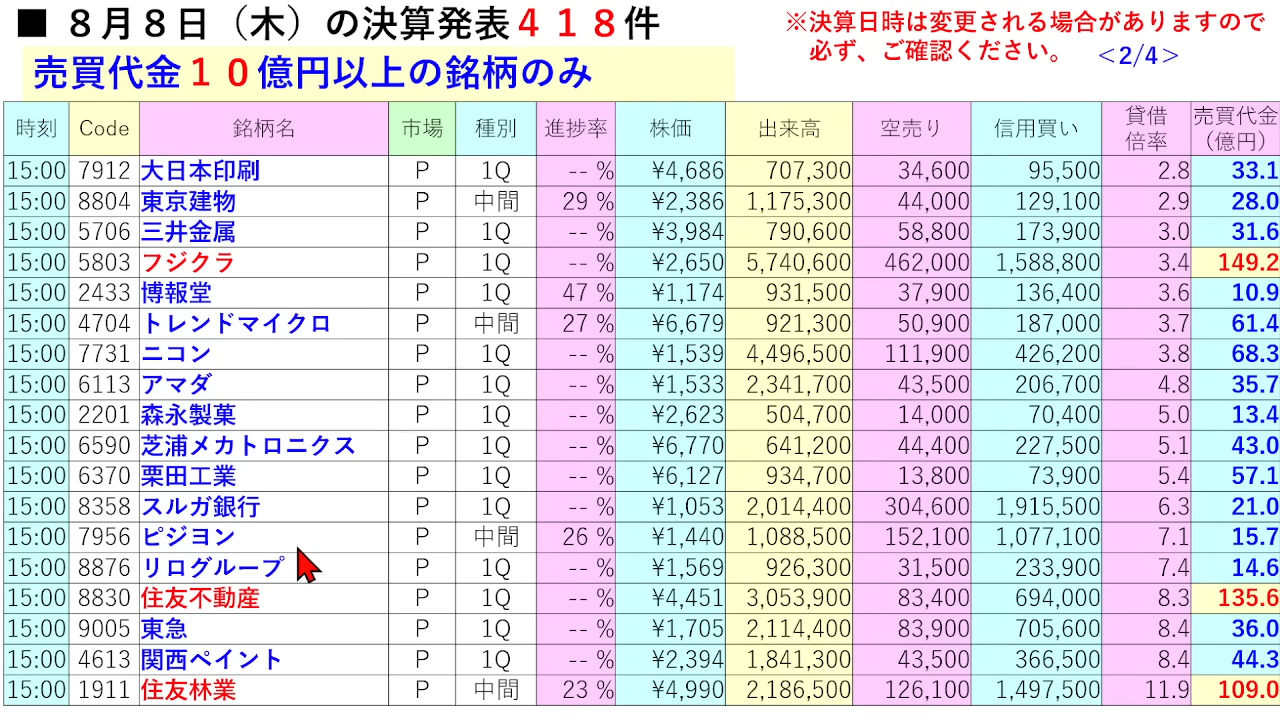 ■ ８月８日（木）の決算発表４１８件
※決算日時は変更される場合がありますので
必ず、ご確認ください。 ＜2/4＞
売買代金１０億円以上の銘柄のみ
時刻 Code 銘柄名 市場 種別 進捗率 株価 出来高 空売り 信用買い 貸借倍率 売買代金（億円）
15:00 7912 大日本印刷 P 1Q -- % ¥4,686 707,300 34,600 95,500 2.8 33.1
15:00 8804 東京建物 P 中間 29 % ¥2,386 1,175,300 44,000 129,100 2.9 28.0
15:00 5706 三井金属 P 1Q -- % ¥3,984 790,600 58,800 173,900 3.0 31.6
15:00 5803 フジクラ P 1Q -- % ¥2,650 5,740,600 462,000 1,588,800 3.4 149.2
15:00 2433 博報堂 P 1Q 47 % ¥1,174 931,500 37,900 136,400 3.6 10.9
15:00 4704 トレンドマイクロ P 中間 27 % ¥6,679 921,300 50,900 187,000 3.7 61.4
15:00 7731 ニコン P 1Q -- % ¥1,539 4,496,500 111,900 426,200 3.8 68.3
15:00 6113 アマダ P 1Q -- % ¥1,533 2,341,700 43,500 206,700 4.8 35.7
15:00 2201 森永製菓 P 1Q -- % ¥2,623 504,700 14,000 70,400 5.0 13.4
15:00 6590 芝浦メカトロニクス P 1Q -- % ¥6,770 641,200 44,400 227,500 5.1 43.0
15:00 6370 栗田工業 P 1Q -- % ¥6,127 934,700 13,800 73,900 5.4 57.1
15:00 8358 スルガ銀行 P 1Q -- % ¥1,053 2,014,400 304,600 1,915,500 6.3 21.0
15:00 7956 ピジヨン P 中間 26 % ¥1,440 1,088,500 152,100 1,077,100 7.1 15.7
15:00 8876 リログループ P 1Q -- % ¥1,569 926,300 31,500 233,900 7.4 14.6
15:00 8830 住友不動産 P 1Q -- % ¥4,451 3,053,900 83,400 694,000 8.3 135.6
15:00 9005 東急 P 1Q -- % ¥1,705 2,114,400 83,900 705,600 8.4 36.0
15:00 4613 関西ペイント P 1Q -- % ¥2,394 1,841,300 43,500 366,500 8.4 44.3
15:00 1911 住友林業 P 中間 23 % ¥4,990 2,186,500 126,100 1,497,500 11.9 109.0